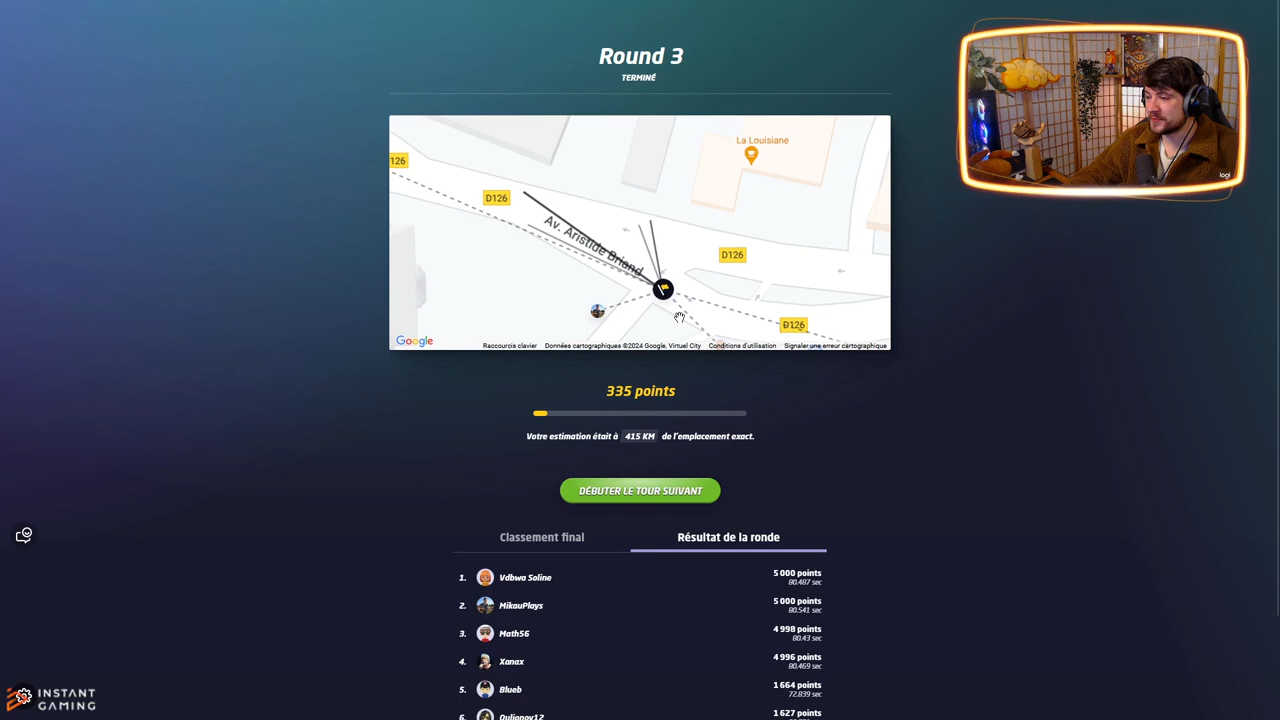 Round 3
TERMINÉ
La Louisiane
126
D126
Av. Aristide Briand
D126
D126
Google
Raccourcis clavier
Données cartographiques ©2024 Google, Virtual City
Conditions d'utilisation
Signaler une erreur cartographique
335 points
Votre estimation était à 415 KM de l'emplacement exact.
DÉBUTER LE TOUR SUIVANT
Classement final
Résultat de la ronde
1. Vdbwa Soline 5 000 points
80.487 sec
2. MikauPlays 5 000 points
80.541 sec
3. Math56 4 998 points
80.43 sec
4. Xanax 4 996 points
80.469 sec
5. Blueb 1 664 points
72.839 sec
6. 1 627 points
INSTANT
GAMING
logi